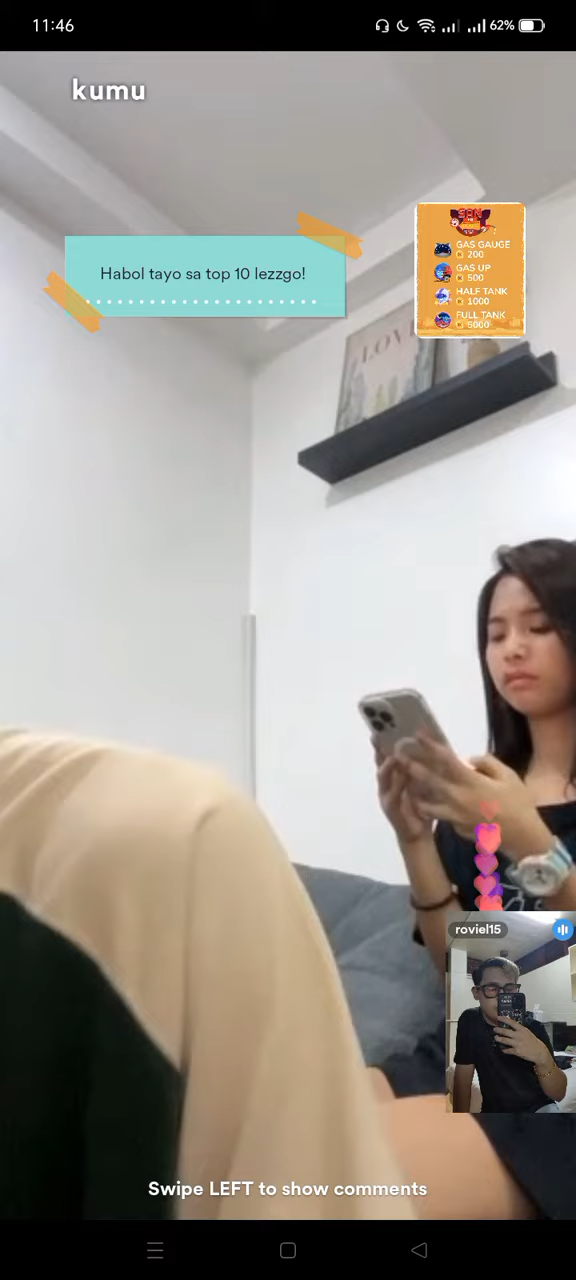 11:46
62%
kumu
Habol tayo sa top 10 lezzgo!
GAS GAUGE
200
GAS UP
500
HALF TANK
1000
FULL TANK
5000
LOV
roviel15
Swipe LEFT to show comments